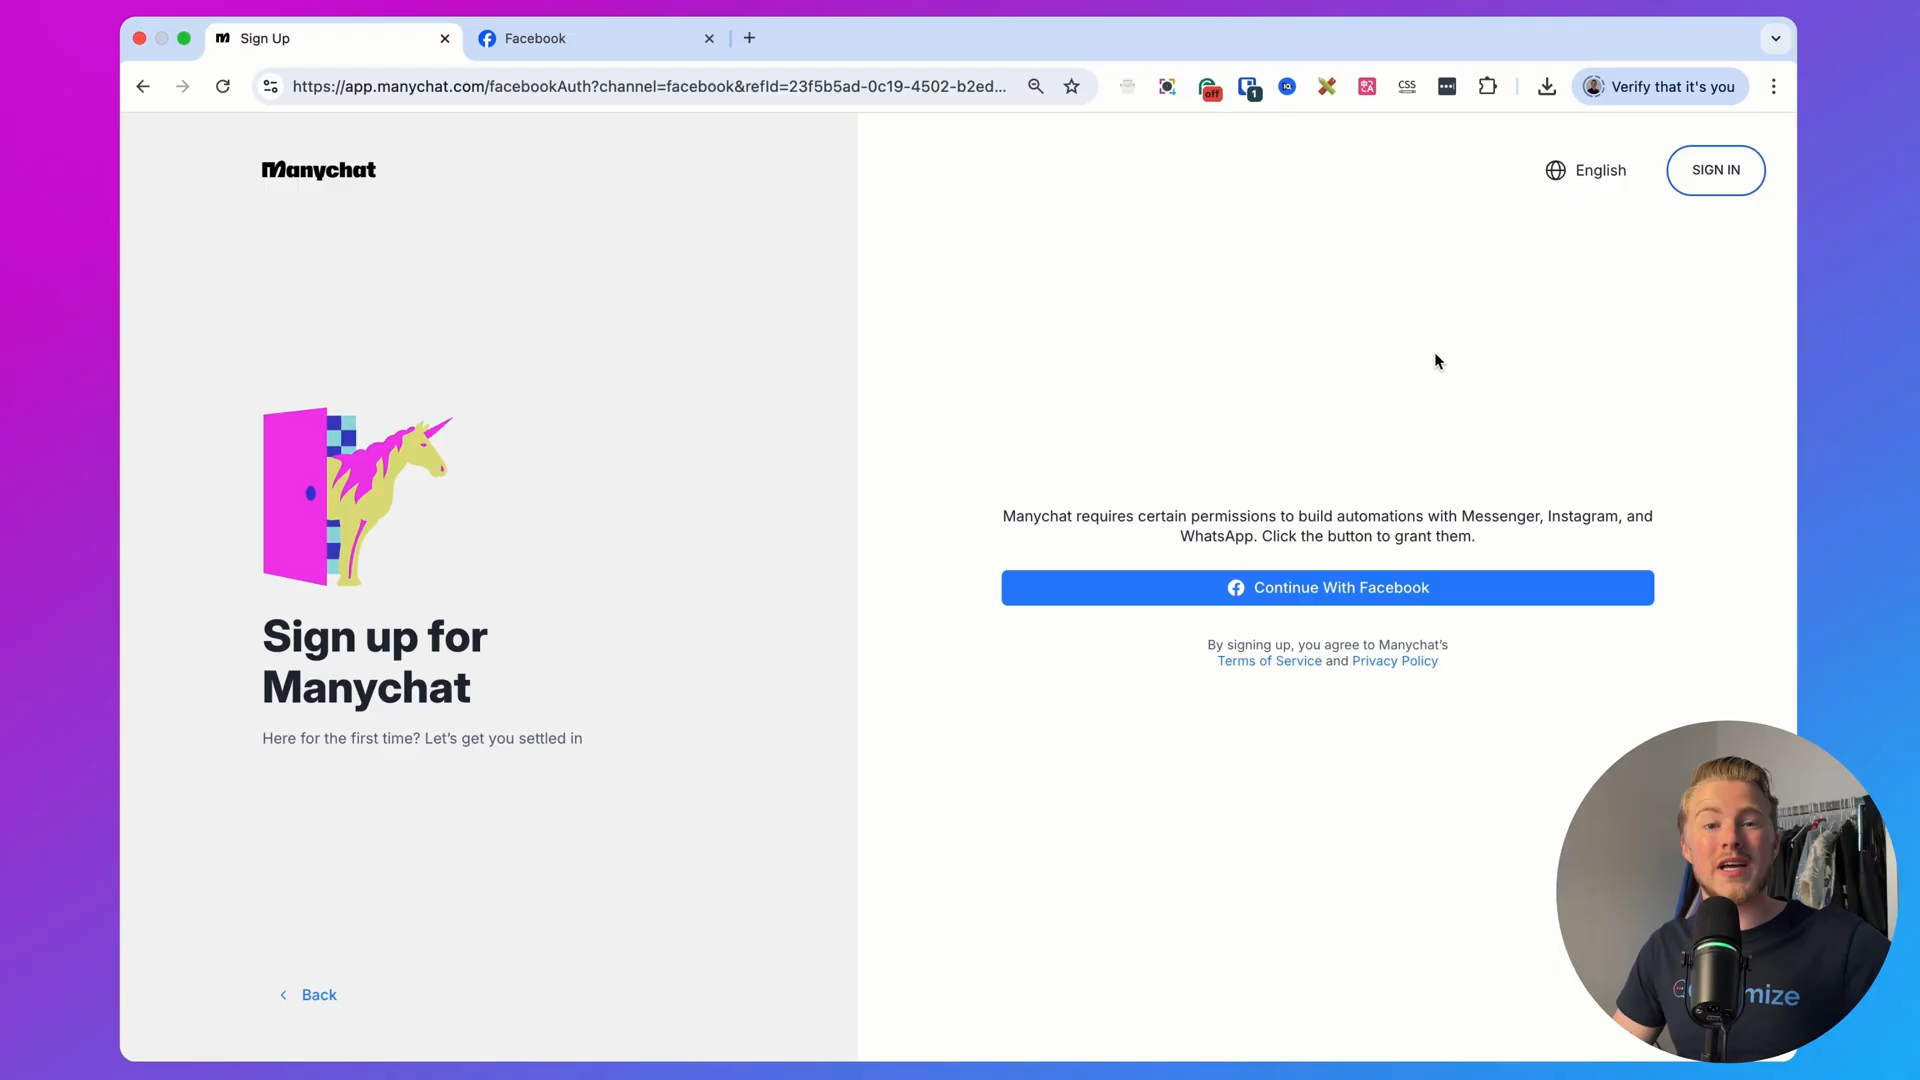 Sign Up
Facebook
https://app.manychat.com/facebookAuth?channel=facebook&refId=23f5b5ad-0c19-4502-b2ed...
off
1
CSS
Verify that it's you
Manychat
English
SIGN IN
Manychat requires certain permissions to build automations with Messenger, Instagram, and
WhatsApp. Click the button to grant them.
Continue With Facebook
By signing up, you agree to Manychat's
Terms of Service and Privacy Policy
Sign up for
Manychat
Here for the first time? Let's get you settled in
Back